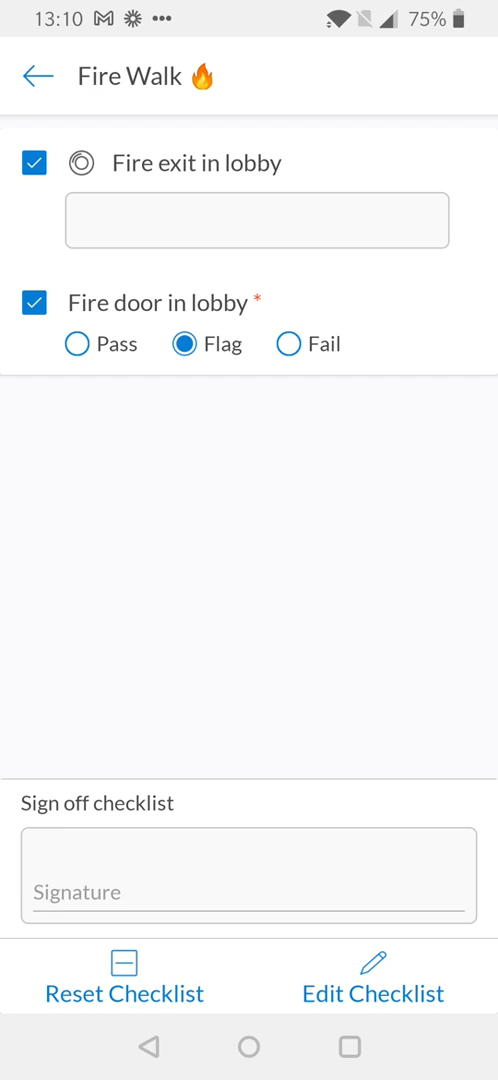 13:10 75%
Fire Walk 🔥
Fire exit in lobby
Fire door in lobby *
Pass Flag Fail
Sign off checklist
Signature
Reset Checklist Edit Checklist